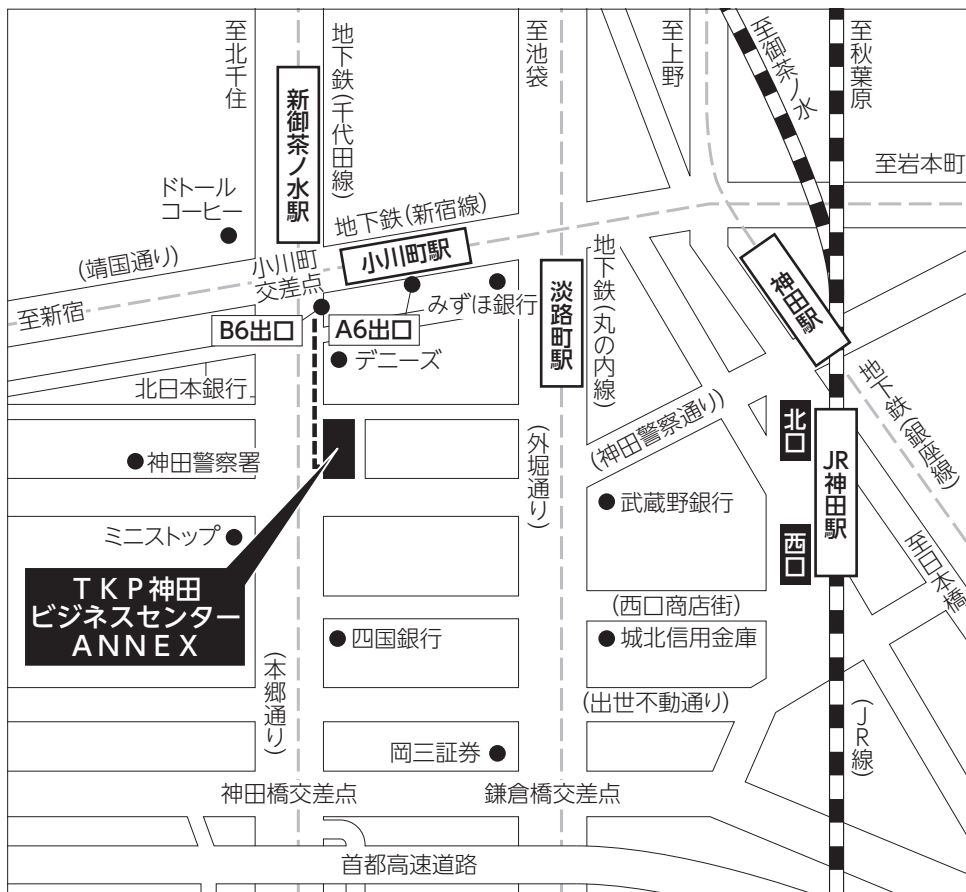 至北千住
地下鉄(千代田線)
至池袋
至上野
至御茶ノ水
至秋葉原
新御茶ノ水駅
至岩本町
ドトール
コーヒー
地下鉄(新宿線)
(靖国通り)
小川町
交差点
小川町駅
至新宿
B6出口
A6出口
みずほ銀行
淡路町駅
地下鉄(丸の内線)
神田駅
デニーズ
北日本銀行
地下鉄(銀座線)
(神田警察通り)
北口
JR神田駅
神田警察署
(外堀通り)
武蔵野銀行
ミニストップ
西口
至日本橋
TKP神田
ビジネスセンター
ANNEX
(西口商店街)
四国銀行
城北信用金庫
(本郷通り)
(出世不動通り)
(JR線)
岡三証券
神田橋交差点
鎌倉橋交差点
首都高速道路